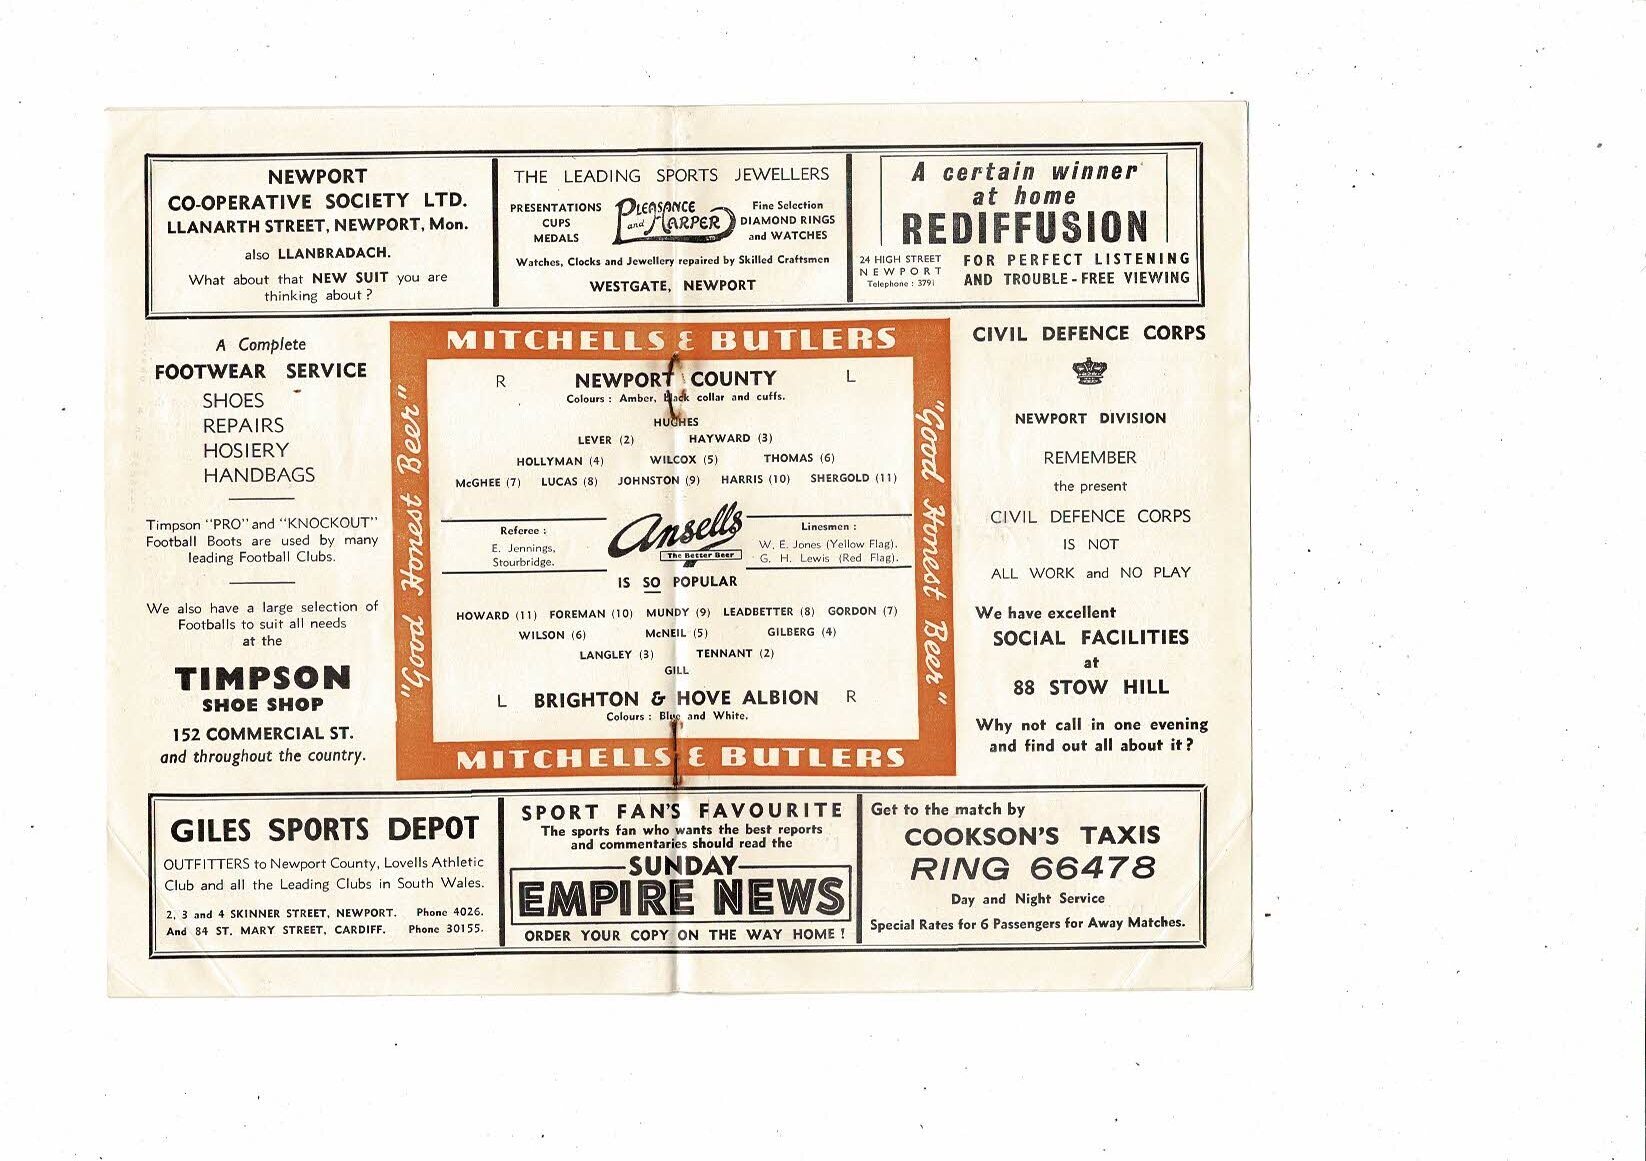 NEWPORT
CO-OPERATIVE SOCIETY LTD.
LLANARTH STREET, NEWPORT, Mon.
also LLANBRADACH.
What about that NEW SUIT you are
thinking about ?
THE LEADING SPORTS JEWELLERS
PRESENTATIONS
CUPS
MEDALS
PLEASANCE
and HARPER
Fine Selection
DIAMOND RINGS
and WATCHES
Watches, Clocks and Jewellery repaired by Skilled Craftsmen
WESTGATE, NEWPORT
A certain winner
at home
REDIFFUSION
24 HIGH STREET
NEWPORT
Telephone : 3791
FOR PERFECT LISTENING
AND TROUBLE-FREE VIEWING
A Complete
FOOTWEAR SERVICE
SHOES
REPAIRS
HOSIERY
HANDBAGS
Timpson "PRO" and "KNOCKOUT"
Football Boots are used by many
leading Football Clubs.
We also have a large selection of
Footballs to suit all needs
at the
TIMPSON
SHOE SHOP
152 COMMERCIAL ST.
and throughout the country.
MITCHELLS & BUTLERS
"Good Honest Beer"
R NEWPORT COUNTY L
Colours : Amber, black collar and cuffs.
HUGHES
LEVER (2) HAYWARD (3)
HOLLYMAN (4) WILCOX (5) THOMAS (6)
McGHEE (7) LUCAS (8) JOHNSTON (9) HARRIS (10) SHERGOLD (11)
Referee :
E. Jennings,
Stourbridge.
Ansells
The Better Beer
Linesmen :
W. E. Jones (Yellow Flag).
G. H. Lewis (Red Flag).
IS SO POPULAR
HOWARD (11) FOREMAN (10) MUNDY (9) LEADBETTER (8) GORDON (7)
WILSON (6) McNEIL (5) GILBERG (4)
LANGLEY (3) TENNANT (2)
GILL
L BRIGHTON & HOVE ALBION R
Colours : Blue and White.
"Good Honest Beer"
MITCHELLS & BUTLERS
CIVIL DEFENCE CORPS
NEWPORT DIVISION
REMEMBER
the present
CIVIL DEFENCE CORPS
IS NOT
ALL WORK and NO PLAY
We have excellent
SOCIAL FACILITIES
at
88 STOW HILL
Why not call in one evening
and find out all about it ?
GILES SPORTS DEPOT
OUTFITTERS to Newport County, Lovells Athletic
Club and all the Leading Clubs in South Wales.
2, 3 and 4 SKINNER STREET, NEWPORT. Phone 4026.
And 84 ST. MARY STREET, CARDIFF. Phone 30155.
SPORT FAN'S FAVOURITE
The sports fan who wants the best reports
and commentaries should read the
SUNDAY
EMPIRE NEWS
ORDER YOUR COPY ON THE WAY HOME !
Get to the match by
COOKSON'S TAXIS
RING 66478
Day and Night Service
Special Rates for 6 Passengers for Away Matches.